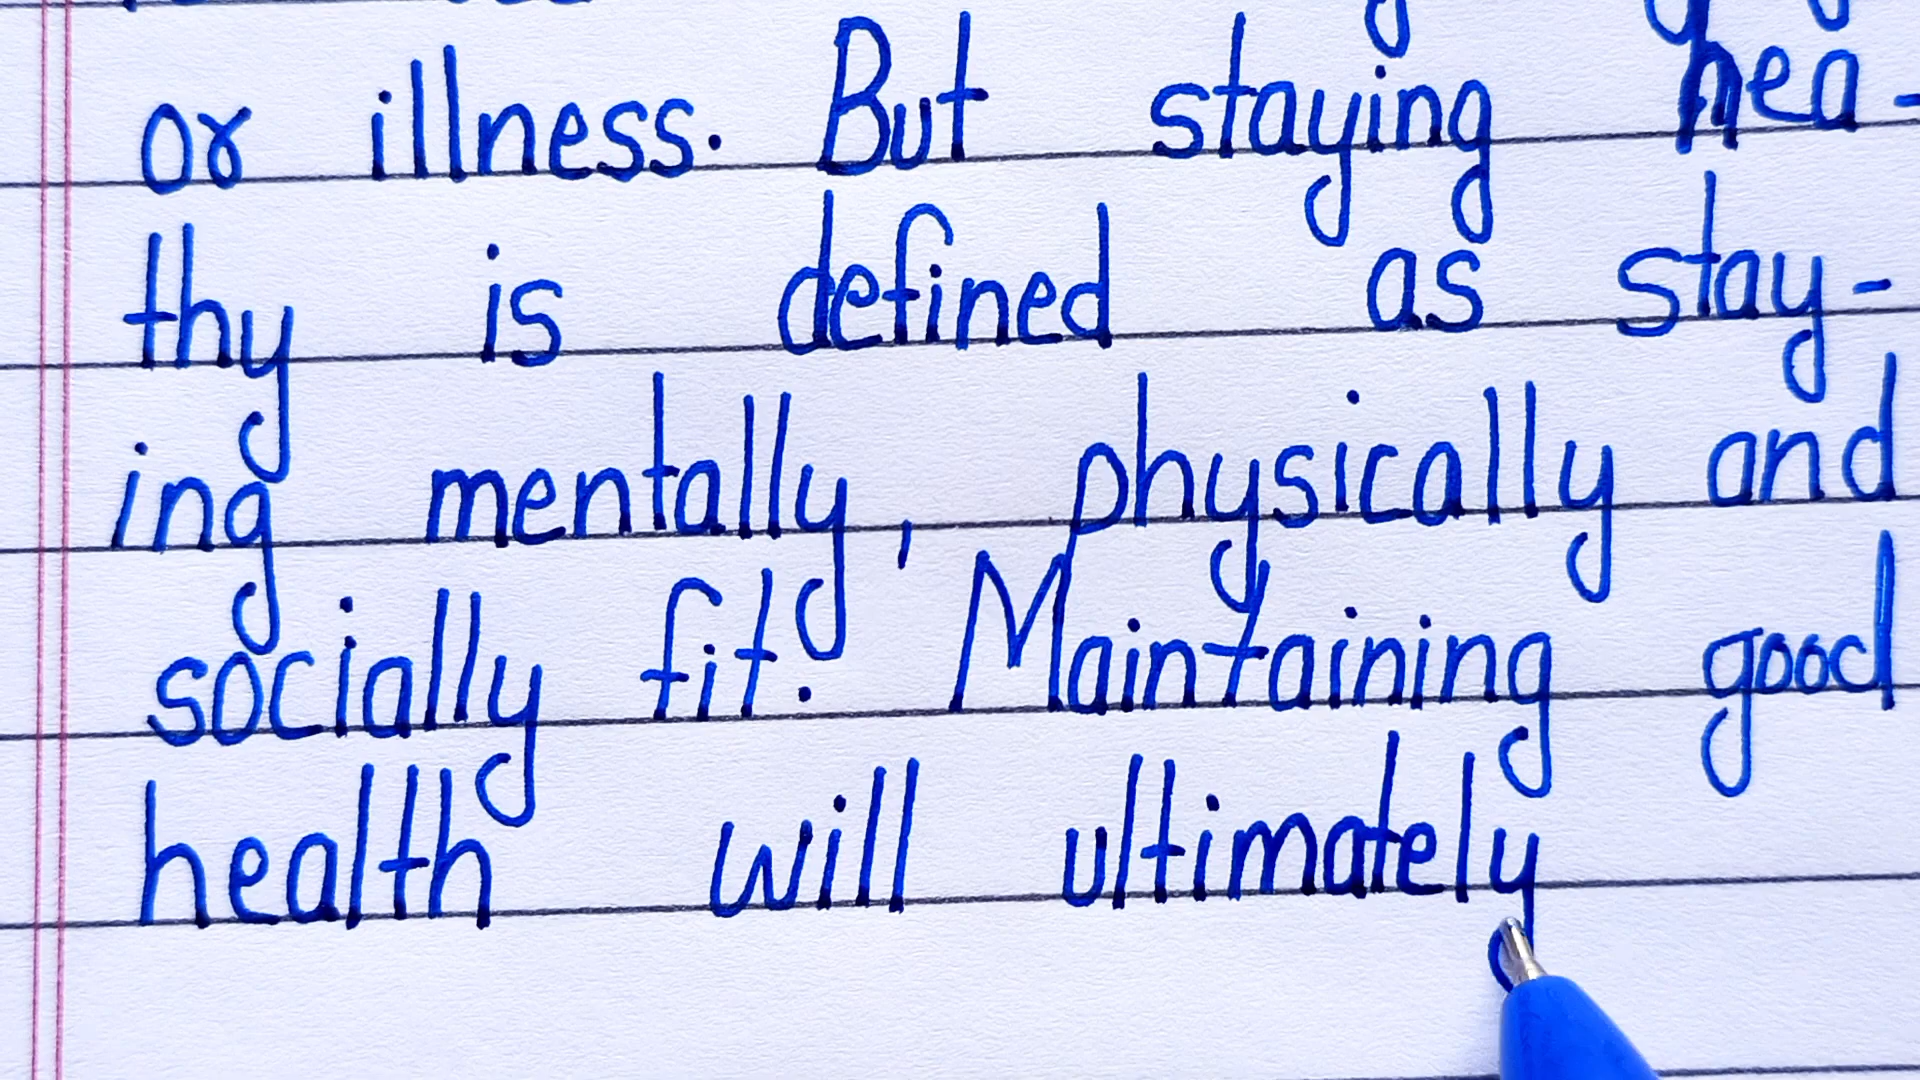 or illness. But staying hea-
thy is defined as stay-
ing mentally, physically and
socially fit. Maintaining good
health will ultimately